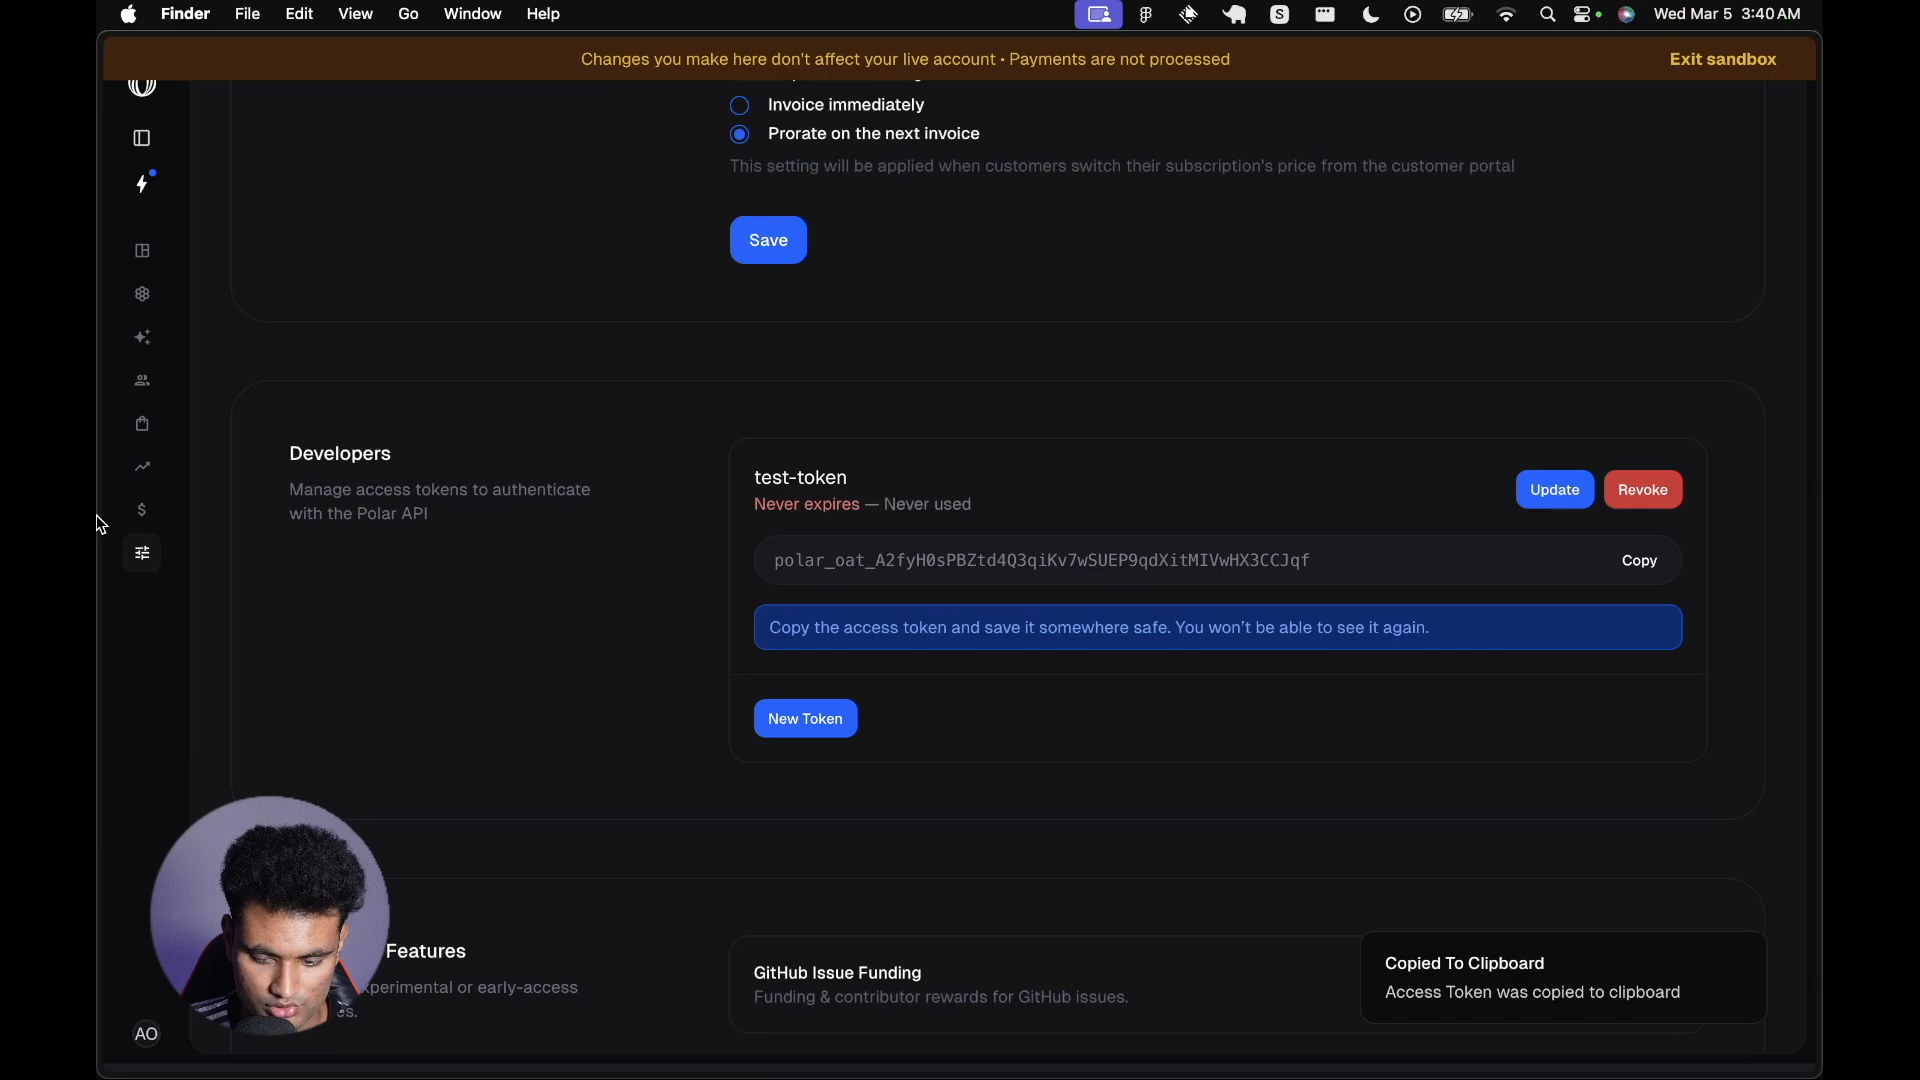 Finder File Edit View Go Window Help
S
Wed Mar 5 3:40 AM
Changes you make here don't affect your live account • Payments are not processed
Exit sandbox
Invoice immediately
Prorate on the next invoice
This setting will be applied when customers switch their subscription's price from the customer portal
Save
Developers
Manage access tokens to authenticate
with the Polar API
test-token
Never expires — Never used
Update
Revoke
polar_oat_A2fyH0sPBZtd4Q3qiKv7wSUEP9qdXitMIVwHX3CCJqf
Copy
Copy the access token and save it somewhere safe. You won't be able to see it again.
New Token
Features
experimental or early-access
GitHub Issue Funding
Funding & contributor rewards for GitHub issues.
Copied To Clipboard
Access Token was copied to clipboard
AO